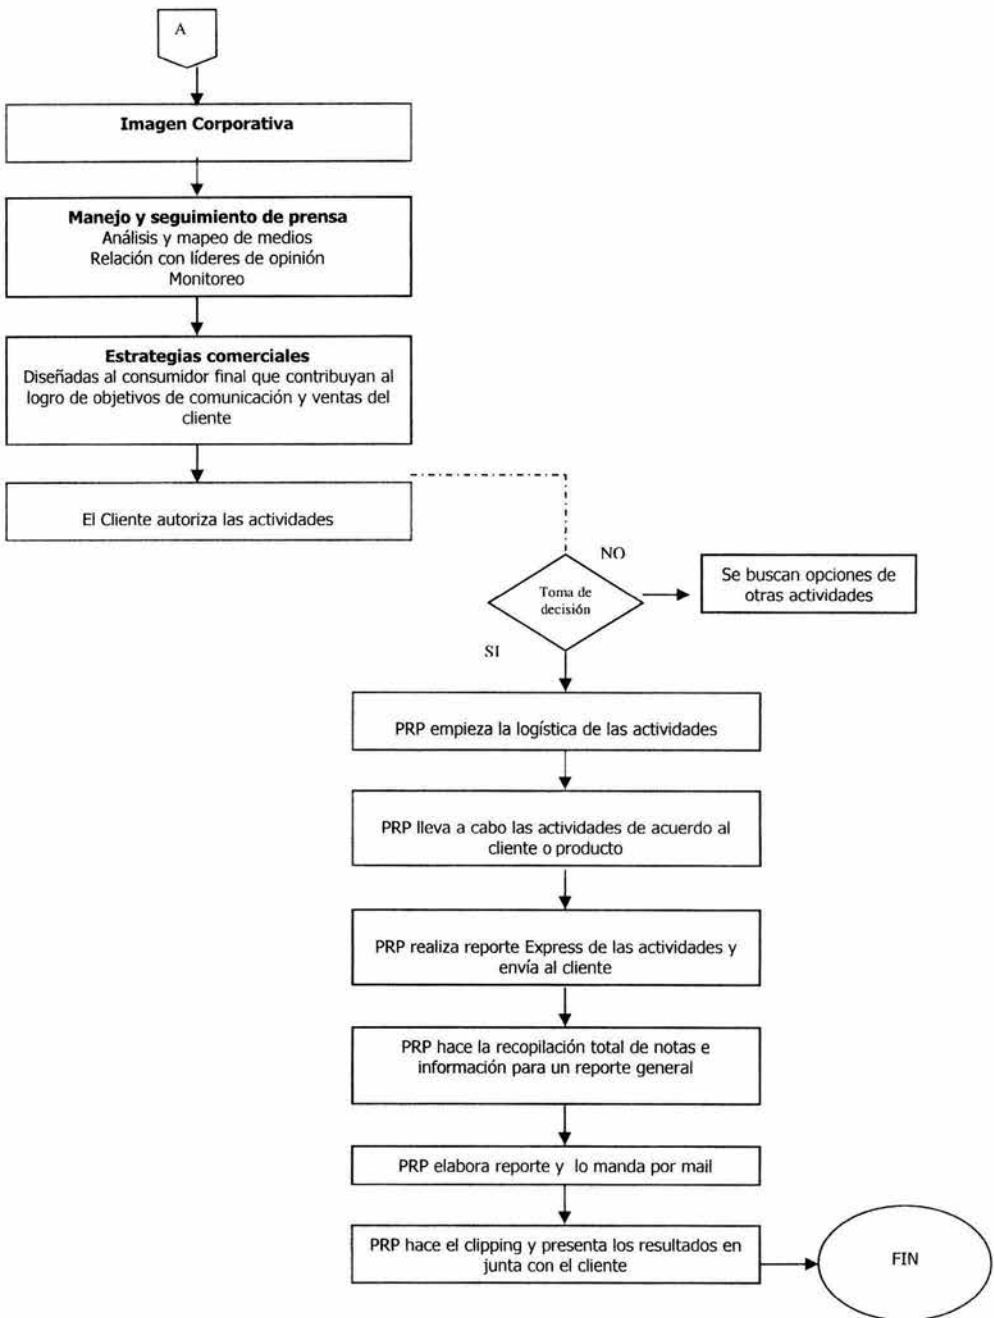 A
Imagen Corporativa
Manejo y seguimiento de prensa
Análisis y mapeo de medios
Relación con líderes de opinión
Monitoreo
Estrategias comerciales
Diseñadas al consumidor final que contribuyan al
logro de objetivos de comunicación y ventas del
cliente
El Cliente autoriza las actividades
NO
Toma de
decisión
Se buscan opciones de
otras actividades
SI
PRP empieza la logística de las actividades
PRP lleva a cabo las actividades de acuerdo al
cliente o producto
PRP realiza reporte Express de las actividades y
envía al cliente
PRP hace la recopilación total de notas e
información para un reporte general
PRP elabora reporte y lo manda por mail
PRP hace el clipping y presenta los resultados en
junta con el cliente
FIN